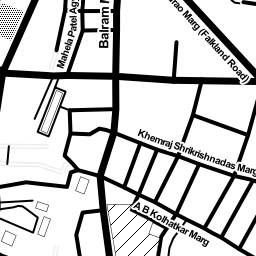 Mahela Patel Ag
Balram M
rao Marg (Falkland Road)
Khemraj Shrikrishnadas Marg
A B Kolhatkar Marg